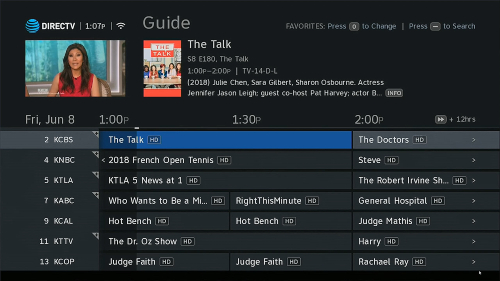 DIRECTV | 1:07P
Guide
FAVORITES: Press to Change | Press to Search
THE TALK
The Talk
S8 E180, The Talk
1:00P–2:00P | TV-14-D-L
(2018) Julie Chen, Sara Gilbert, Sharon Osbourne, Actress
Jennifer Jason Leigh; guest co-host Pat Harvey; actor B... INFO
Fri, Jun 8 1:00P 1:30P 2:00P + 12hrs
2 KCBS The Talk HD The Doctors HD >
4 KNBC < 2018 French Open Tennis HD Steve HD >
5 KTLA KTLA 5 News at 1 HD The Robert Irvine Sh... HD >
7 KABC Who Wants to Be a Mi... HD RightThisMinute HD General Hospital HD >
9 KCAL Hot Bench HD Hot Bench HD Judge Mathis HD >
11 KTTV The Dr. Oz Show HD Harry HD >
13 KCOP Judge Faith HD Judge Faith HD Rachael Ray HD >